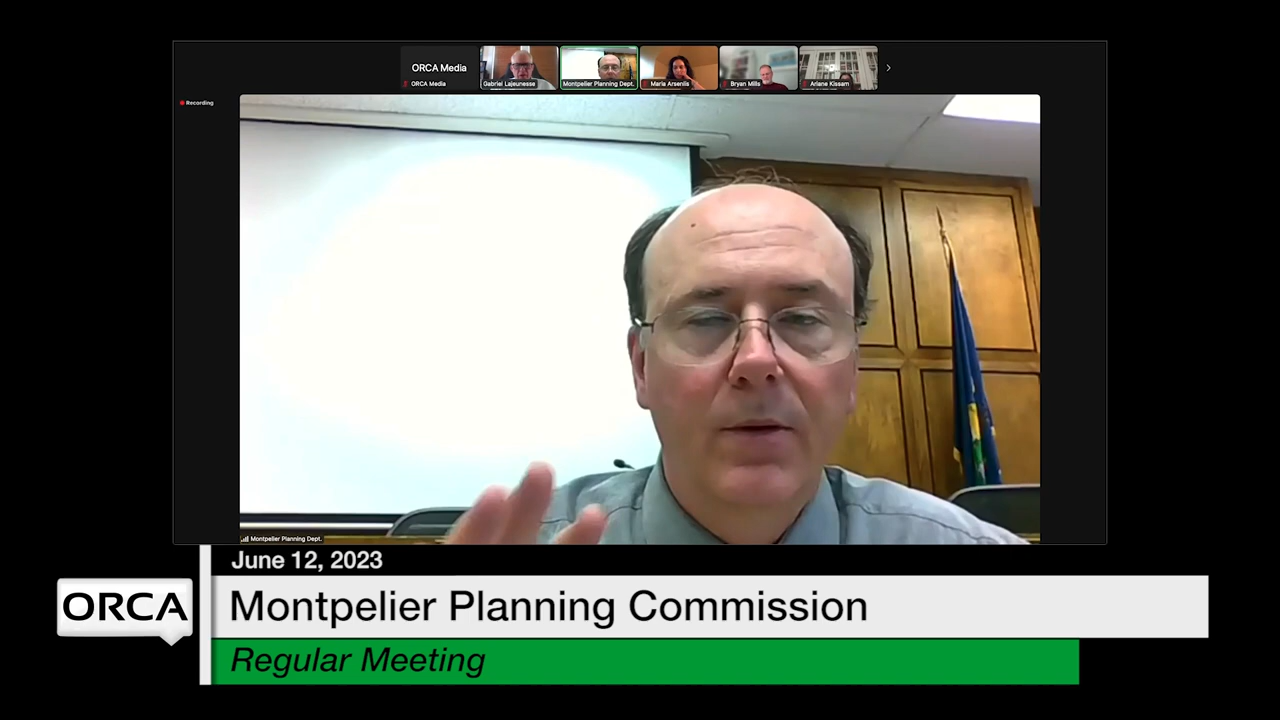 ORCA Media
ORCA Media
Gabriel Lajeunesse
Montpelier Planning Dept.
Maria Arsenlis
Bryan Mills
Ariane Kissam
Recording
Montpelier Planning Dept.
June 12, 2023
ORCA
Montpelier Planning Commission
Regular Meeting